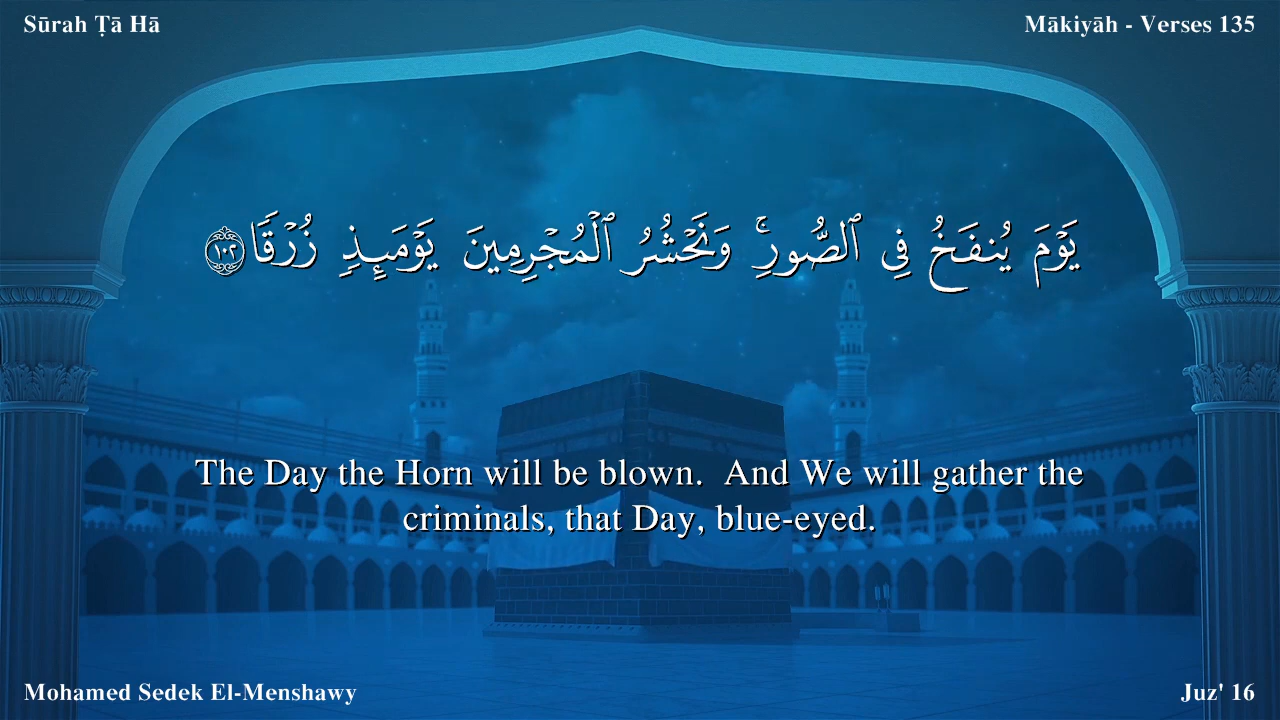 Sūrah Ṭā Hā
Mākiyāh - Verses 135
يَوْمَ يُنفَخُ فِي ٱلصُّورِۚ وَنَحْشُرُ ٱلْمُجْرِمِينَ يَوْمَئِذٍ زُرْقًا ١٠٢
The Day the Horn will be blown.  And We will gather the
criminals, that Day, blue-eyed.
Mohamed Sedek El-Menshawy
Juz' 16